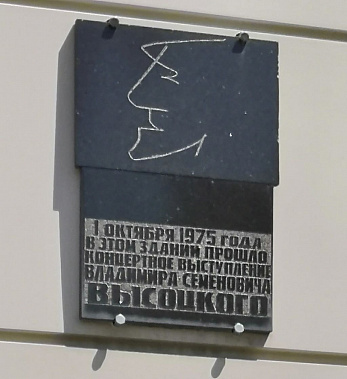 1 ОКТЯБРЯ 1975 ГОДА
В ЭТОМ ЗДАНИИ ПРОШЛО
КОНЦЕРТНОЕ ВЫСТУПЛЕНИЕ
ВЛАДИМИРА СЕМЕНОВИЧА
ВЫСОЦКОГО